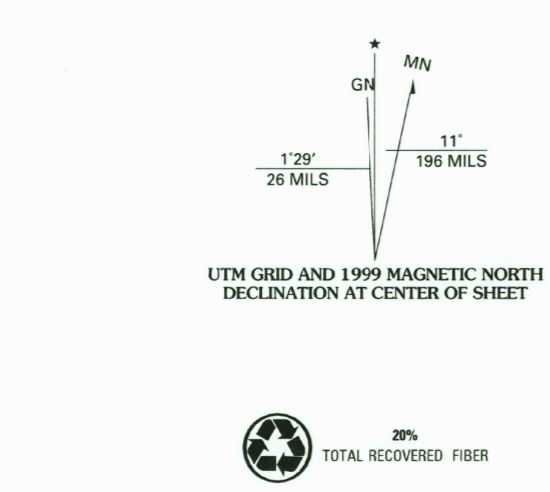 ★
MN
GN
11°
196 MILS
1°29'
26 MILS
UTM GRID AND 1999 MAGNETIC NORTH
DECLINATION AT CENTER OF SHEET
20%
TOTAL RECOVERED FIBER